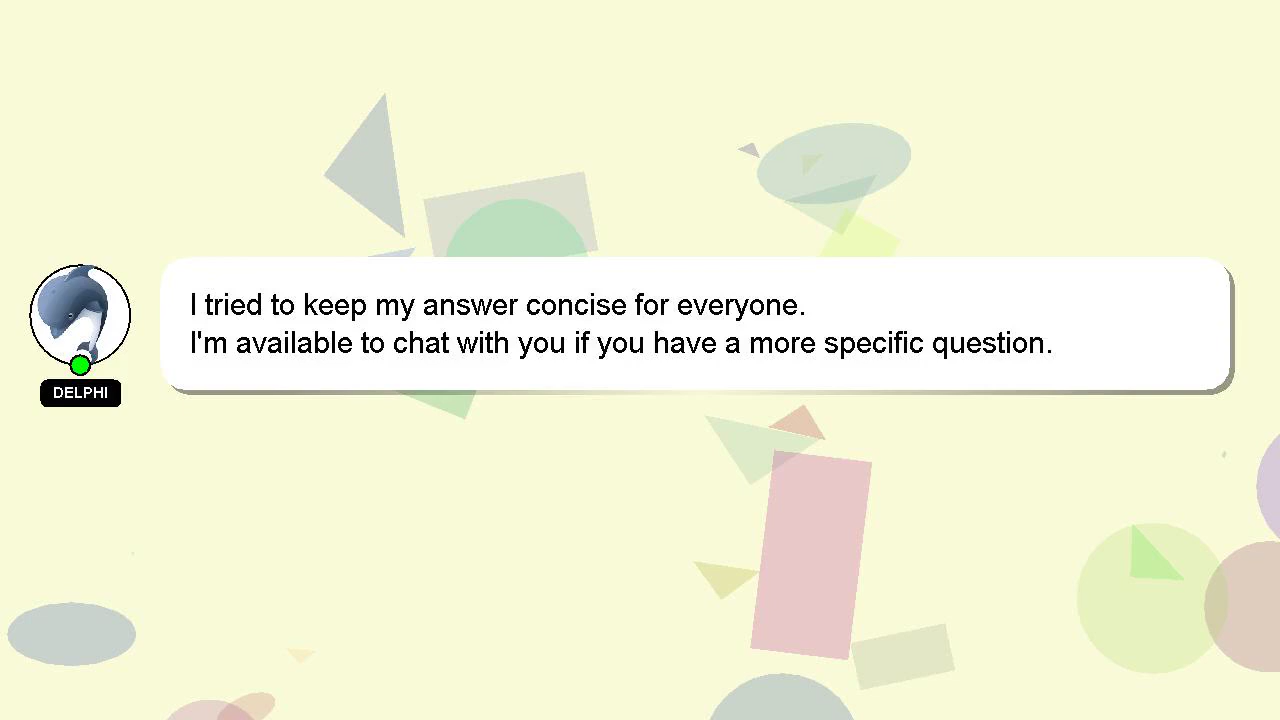 I tried to keep my answer concise for everyone.
I'm available to chat with you if you have a more specific question.
DELPHI